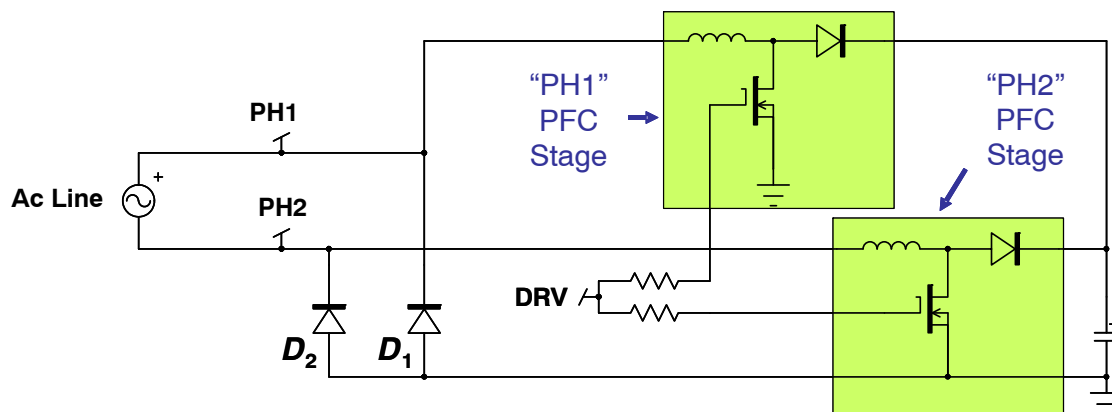 “PH1”
PFC
Stage
“PH2”
PFC
Stage
PH1
+
Ac Line
PH2
DRV
D2
D1